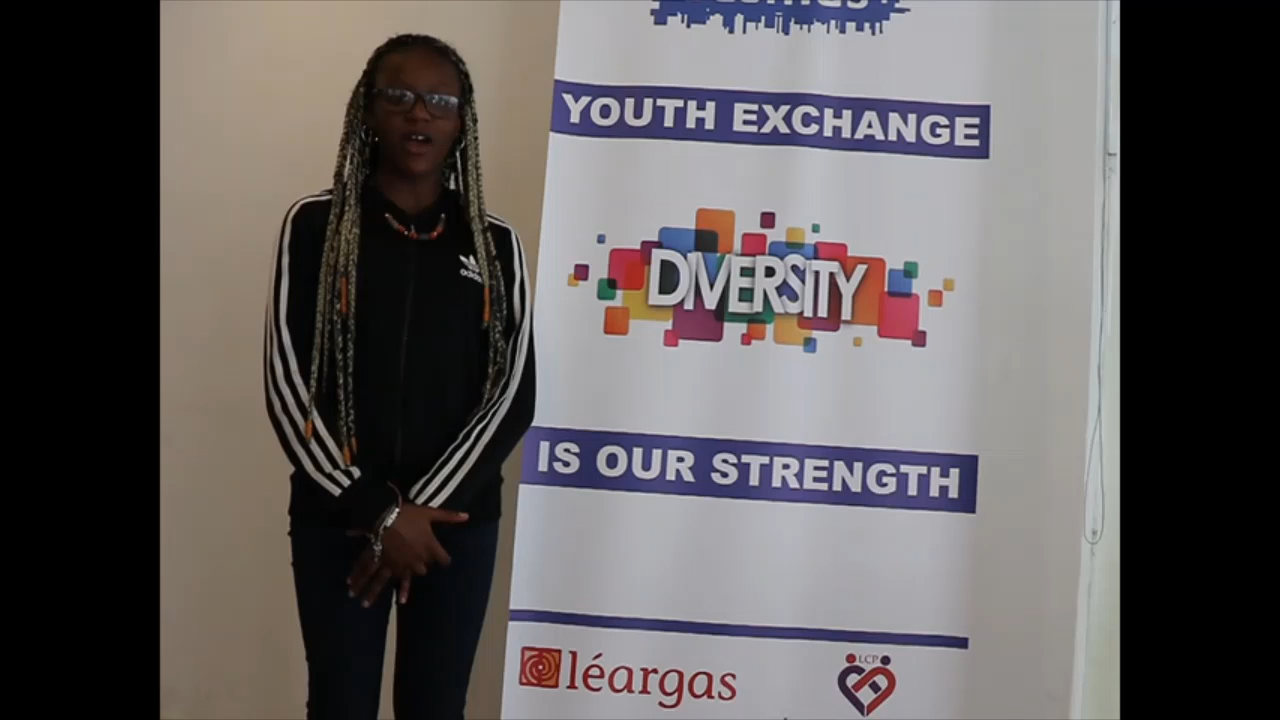 YOUTH EXCHANGE
DIVERSITY
IS OUR STRENGTH
léargas
LCP
adidas